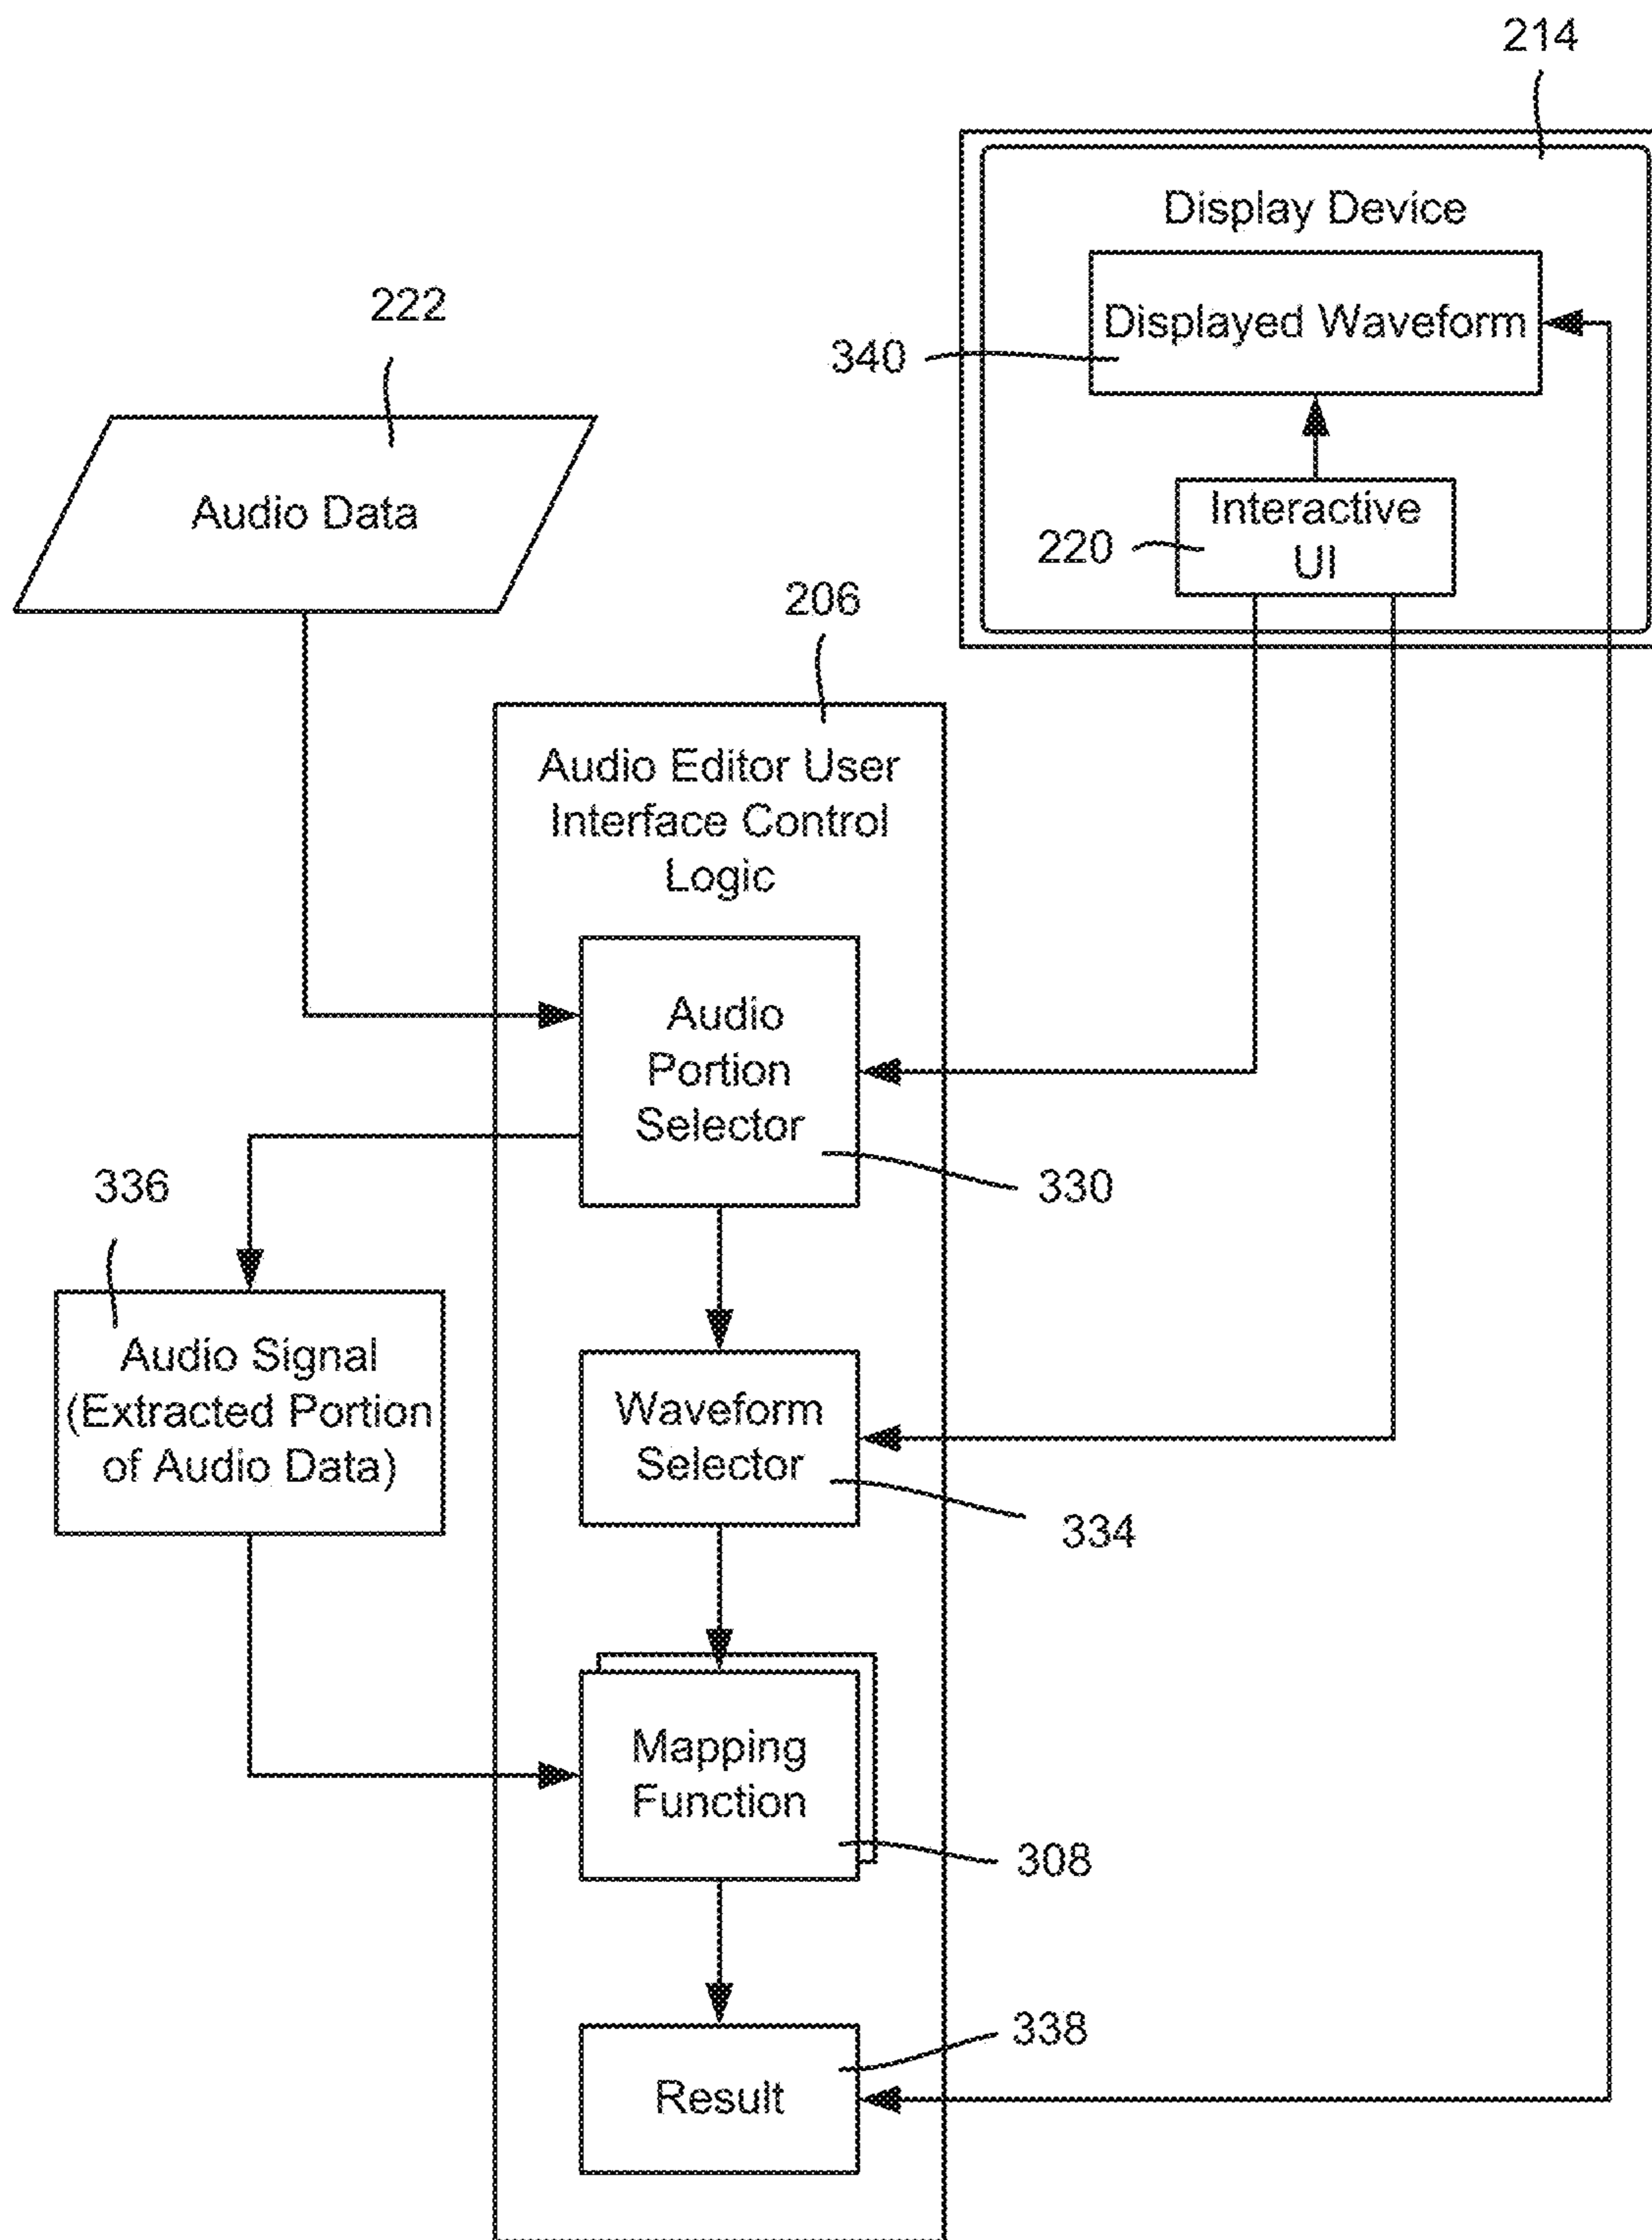 214
Display Device
Displayed Waveform
340
Interactive
UI
220
222
Audio Data
206
Audio Editor User
Interface Control
Logic
Audio
Portion
Selector
330
336
Audio Signal
(Extracted Portion
of Audio Data)
Waveform
Selector
334
Mapping
Function
308
338
Result